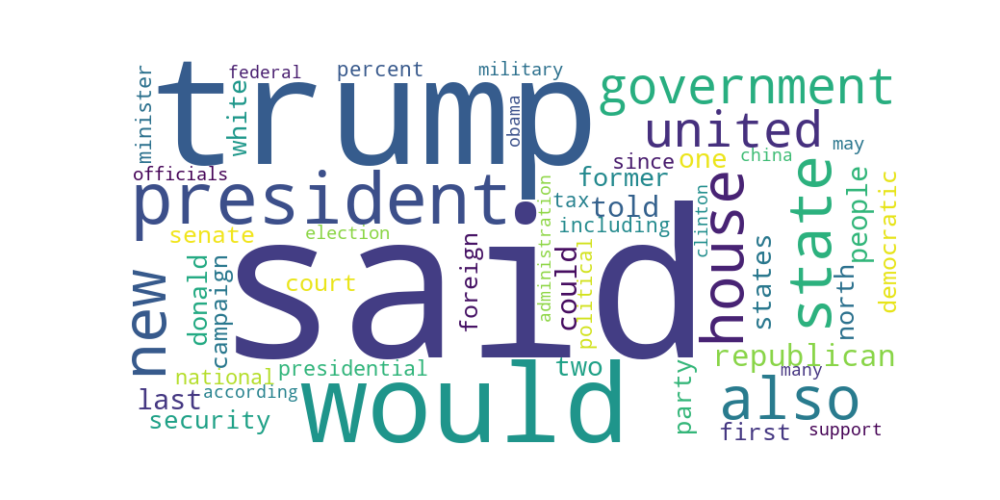 minister
trump
federal
percent
military
government
white
obama
united
may
officials
since
one
china
president
former
house
state
people
democratic
tax
told
including
clinton
administration
senate
election
said
new
donald
campaign
court
foreign
could
political
states
north
national
presidential
two
republican
last
according
would
party
many
also
security
first
support